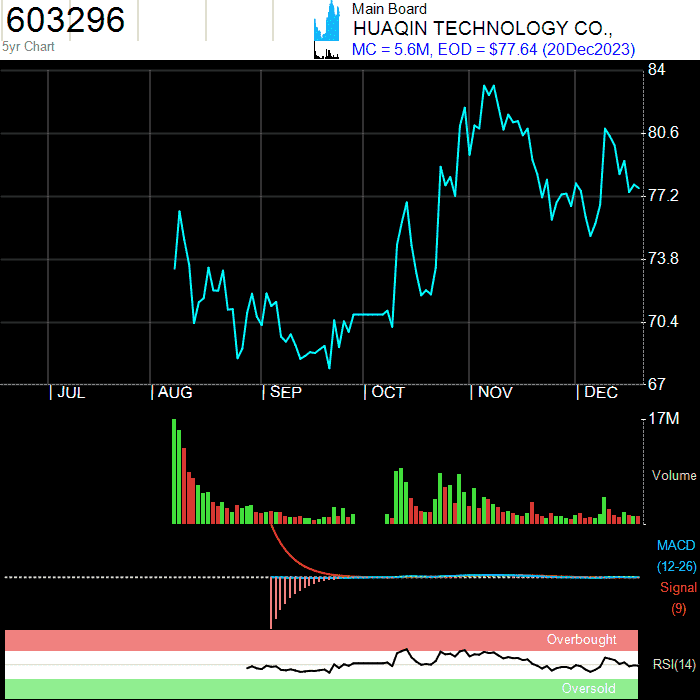 603296
5yr Chart
Main Board
HUAQIN TECHNOLOGY CO.,
MC = 5.6M, EOD = $77.64 (20Dec2023)
84
80.6
77.2
73.8
70.4
67
JUL
AUG
SEP
OCT
NOV
DEC
17M
Volume
MACD
(12-26)
Signal
(9)
Overbought
RSI(14)
Oversold